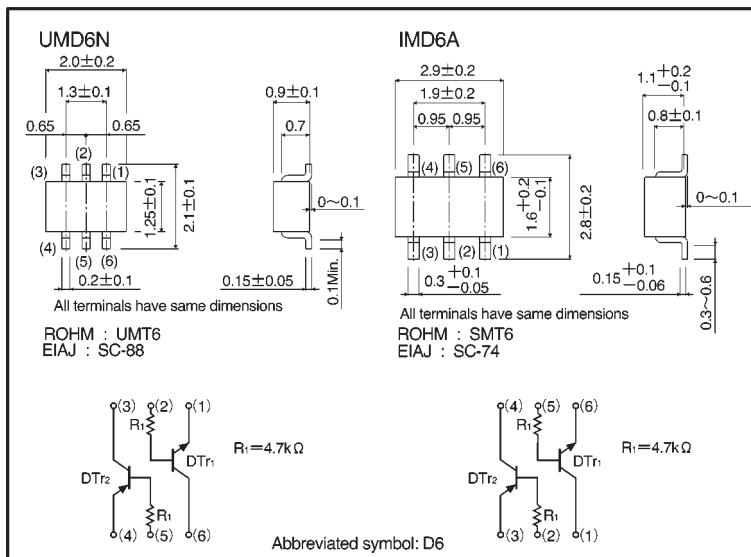 UMD6N
2.0±0.2
1.3±0.1
0.65
0.65
(2)
(3)
(1)
1.25±0.1
2.1±0.1
(4)
(5)
(6)
0.2±0.1
0.9±0.1
0.7
0~0.1
0.15±0.05
0.1Min.
All terminals have same dimensions
ROHM : UMT6
EIAJ : SC-88
IMD6A
2.9±0.2
1.9±0.2
0.95
0.95
(4)
(5)
(6)
1.6+0.2 −0.1
2.8±0.2
(3)
(2)
(1)
0.3+0.1 −0.05
1.1+0.2 −0.1
0.8±0.1
0~0.1
0.15+0.1 −0.06
0.3~0.6
All terminals have same dimensions
ROHM : SMT6
EIAJ : SC-74
(3) (2) (1)
R1
R1=4.7kΩ
DTr1
DTr2
R1
(4) (5) (6)
(4) (5) (6)
R1
R1=4.7kΩ
DTr1
DTr2
R1
(3) (2) (1)
Abbreviated symbol: D6